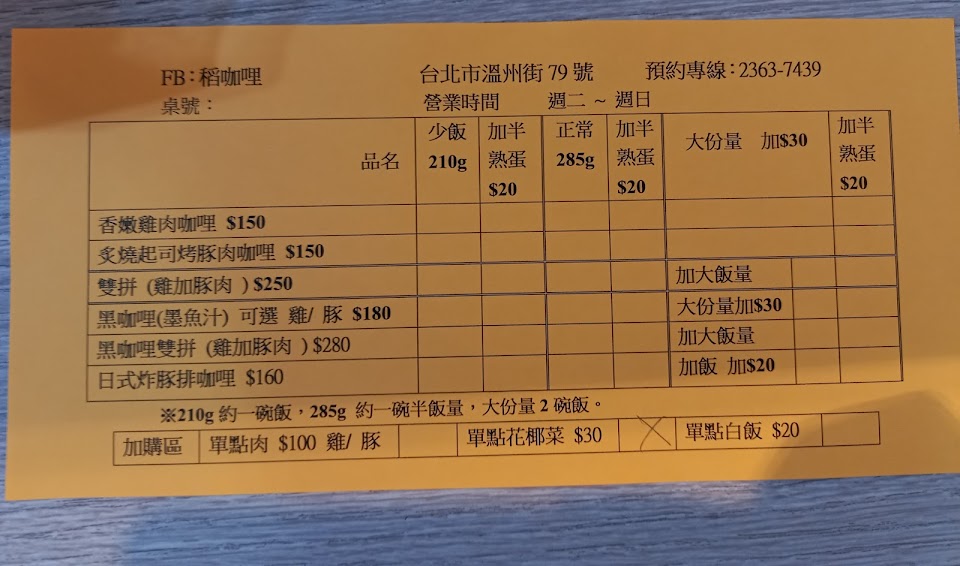 FB：稻咖哩 台北市溫州街 79 號 預約專線：2363-7439
桌號： 營業時間 週二 ~ 週日
品名 少飯 210g 加半熟蛋 $20 正常 285g 加半熟蛋 $20 大份量 加$30 加半熟蛋 $20
香嫩雞肉咖哩 $150
炙燒起司烤豚肉咖哩 $150
雙拼 (雞加豚肉 ) $250 加大飯量
黑咖哩(墨魚汁) 可選 雞/ 豚 $180 大份量加$30
黑咖哩雙拼 (雞加豚肉 ) $280 加大飯量
日式炸豚排咖哩 $160 加飯 加$20
※210g 約一碗飯，285g 約一碗半飯量，大份量 2 碗飯。
加購區 單點肉 $100 雞/ 豚 單點花椰菜 $30 單點白飯 $20